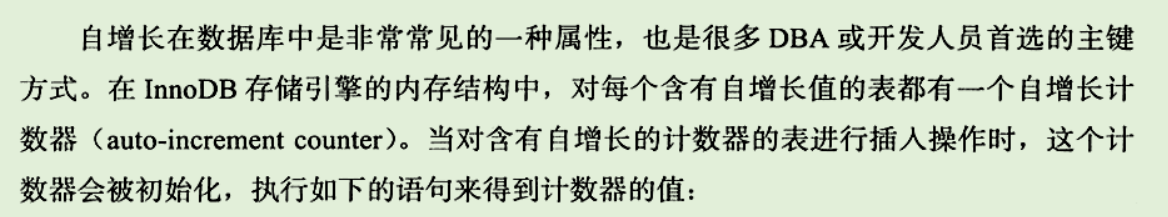 自增长在数据库中是非常常见的一种属性，也是很多 DBA 或开发人员首选的主键
方式。在 InnoDB 存储引擎的内存结构中，对每个含有自增长值的表都有一个自增长计
数器（auto-increment counter）。当对含有自增长的计数器的表进行插入操作时，这个计
数器会被初始化，执行如下的语句来得到计数器的值：